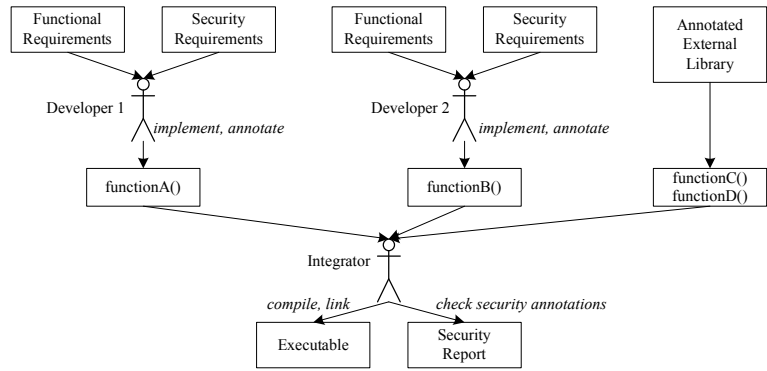 Functional
Requirements
Security
Requirements
Functional
Requirements
Security
Requirements
Annotated
External
Library
Developer 1
implement, annotate
Developer 2
implement, annotate
functionA()
functionB()
functionC()
functionD()
Integrator
compile, link
check security annotations
Executable
Security
Report